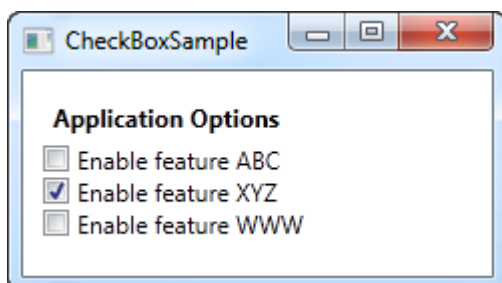 CheckBoxSample
Application Options
Enable feature ABC
Enable feature XYZ
Enable feature WWW